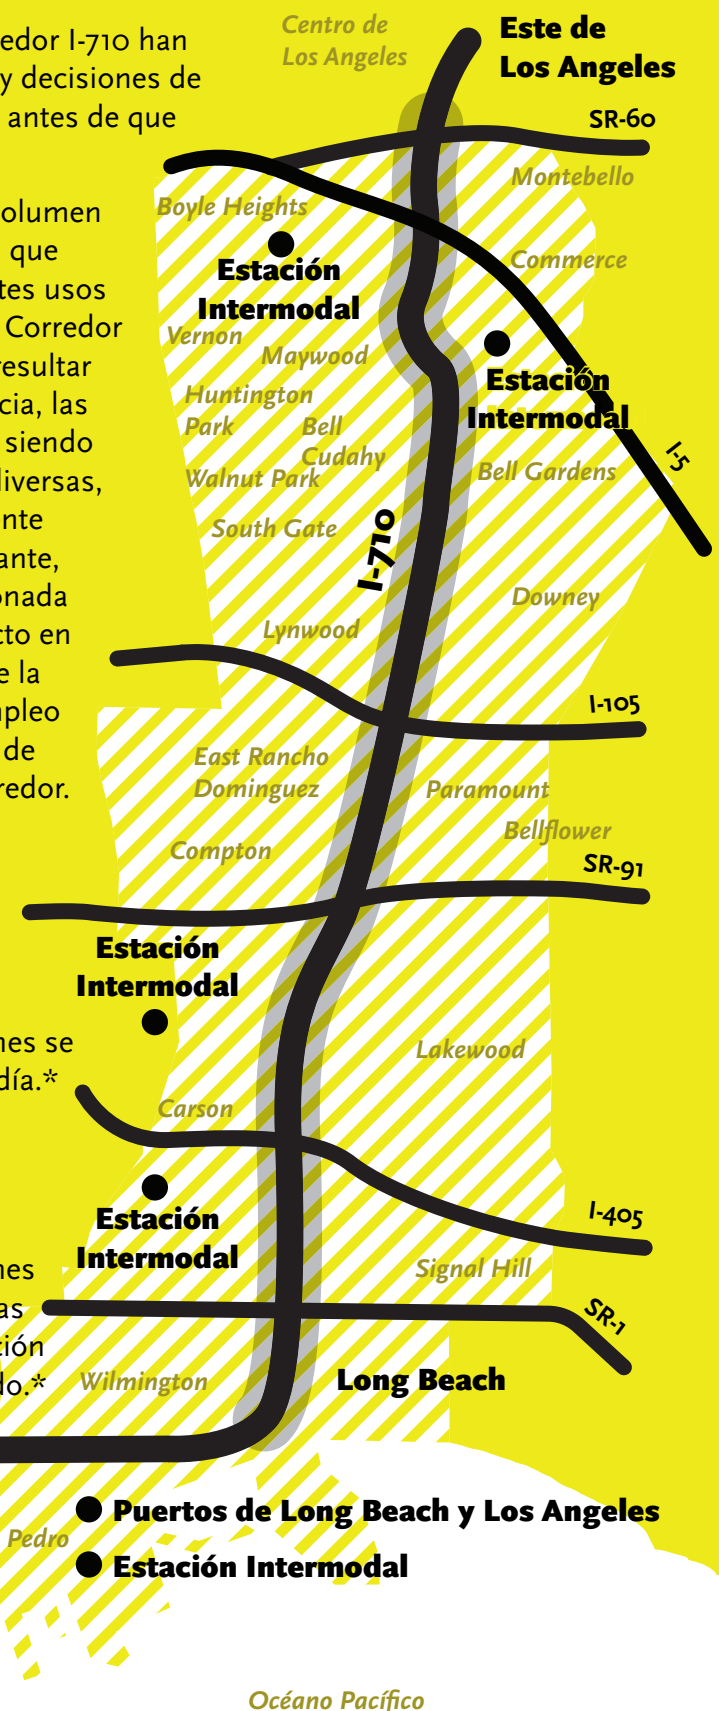 edor I-710 han
y decisiones de
antes de que
olumen
que
tes usos
Corredor
resultar
cia, las
siendo
diversas,
nte
ante,
onada
cto en
e la
pleo
de
redor.
nes se
día.*
nes
as
ción
do.*
Centro de
Los Angeles
Este de
Los Angeles
SR-60
Montebello
Boyle Heights
Estación
Intermodal
Commerce
Vernon
Maywood
Estación
Intermodal
Huntington
Park
Bell
Cudahy
I-5
Walnut Park
Bell Gardens
South Gate
I-710
Downey
Lynwood
I-105
East Rancho
Dominguez
Paramount
Bellflower
Compton
SR-91
Estación
Intermodal
Lakewood
Carson
Estación
Intermodal
I-405
Signal Hill
SR-1
Wilmington
Long Beach
Puertos de Long Beach y Los Angeles
Pedro
Estación Intermodal
Océano Pacífico